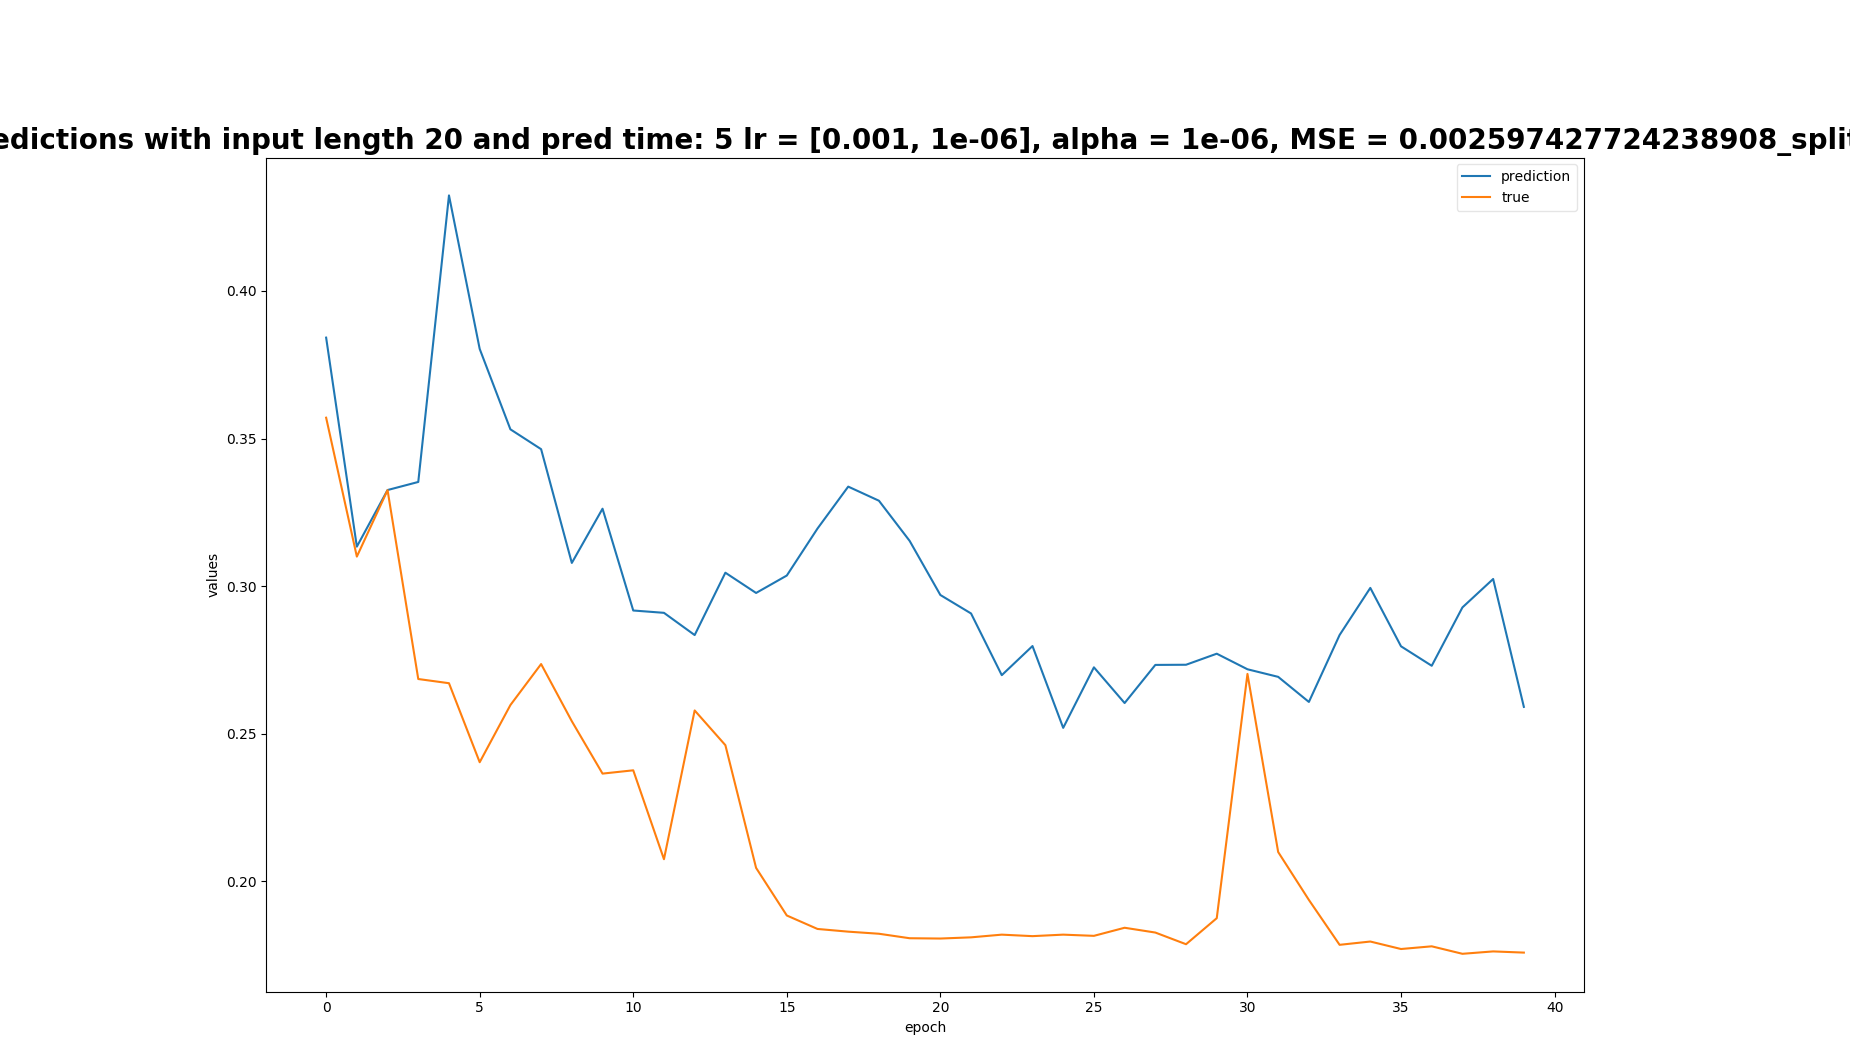 edictions with input length 20 and pred time: 5 lr = [0.001, 1e-06], alpha = 1e-06, MSE = 0.002597427724238908_split
prediction
true
0.40
0.35
0.30
0.25
0.20
values
0 5 10 15 20 25 30 35 40
epoch